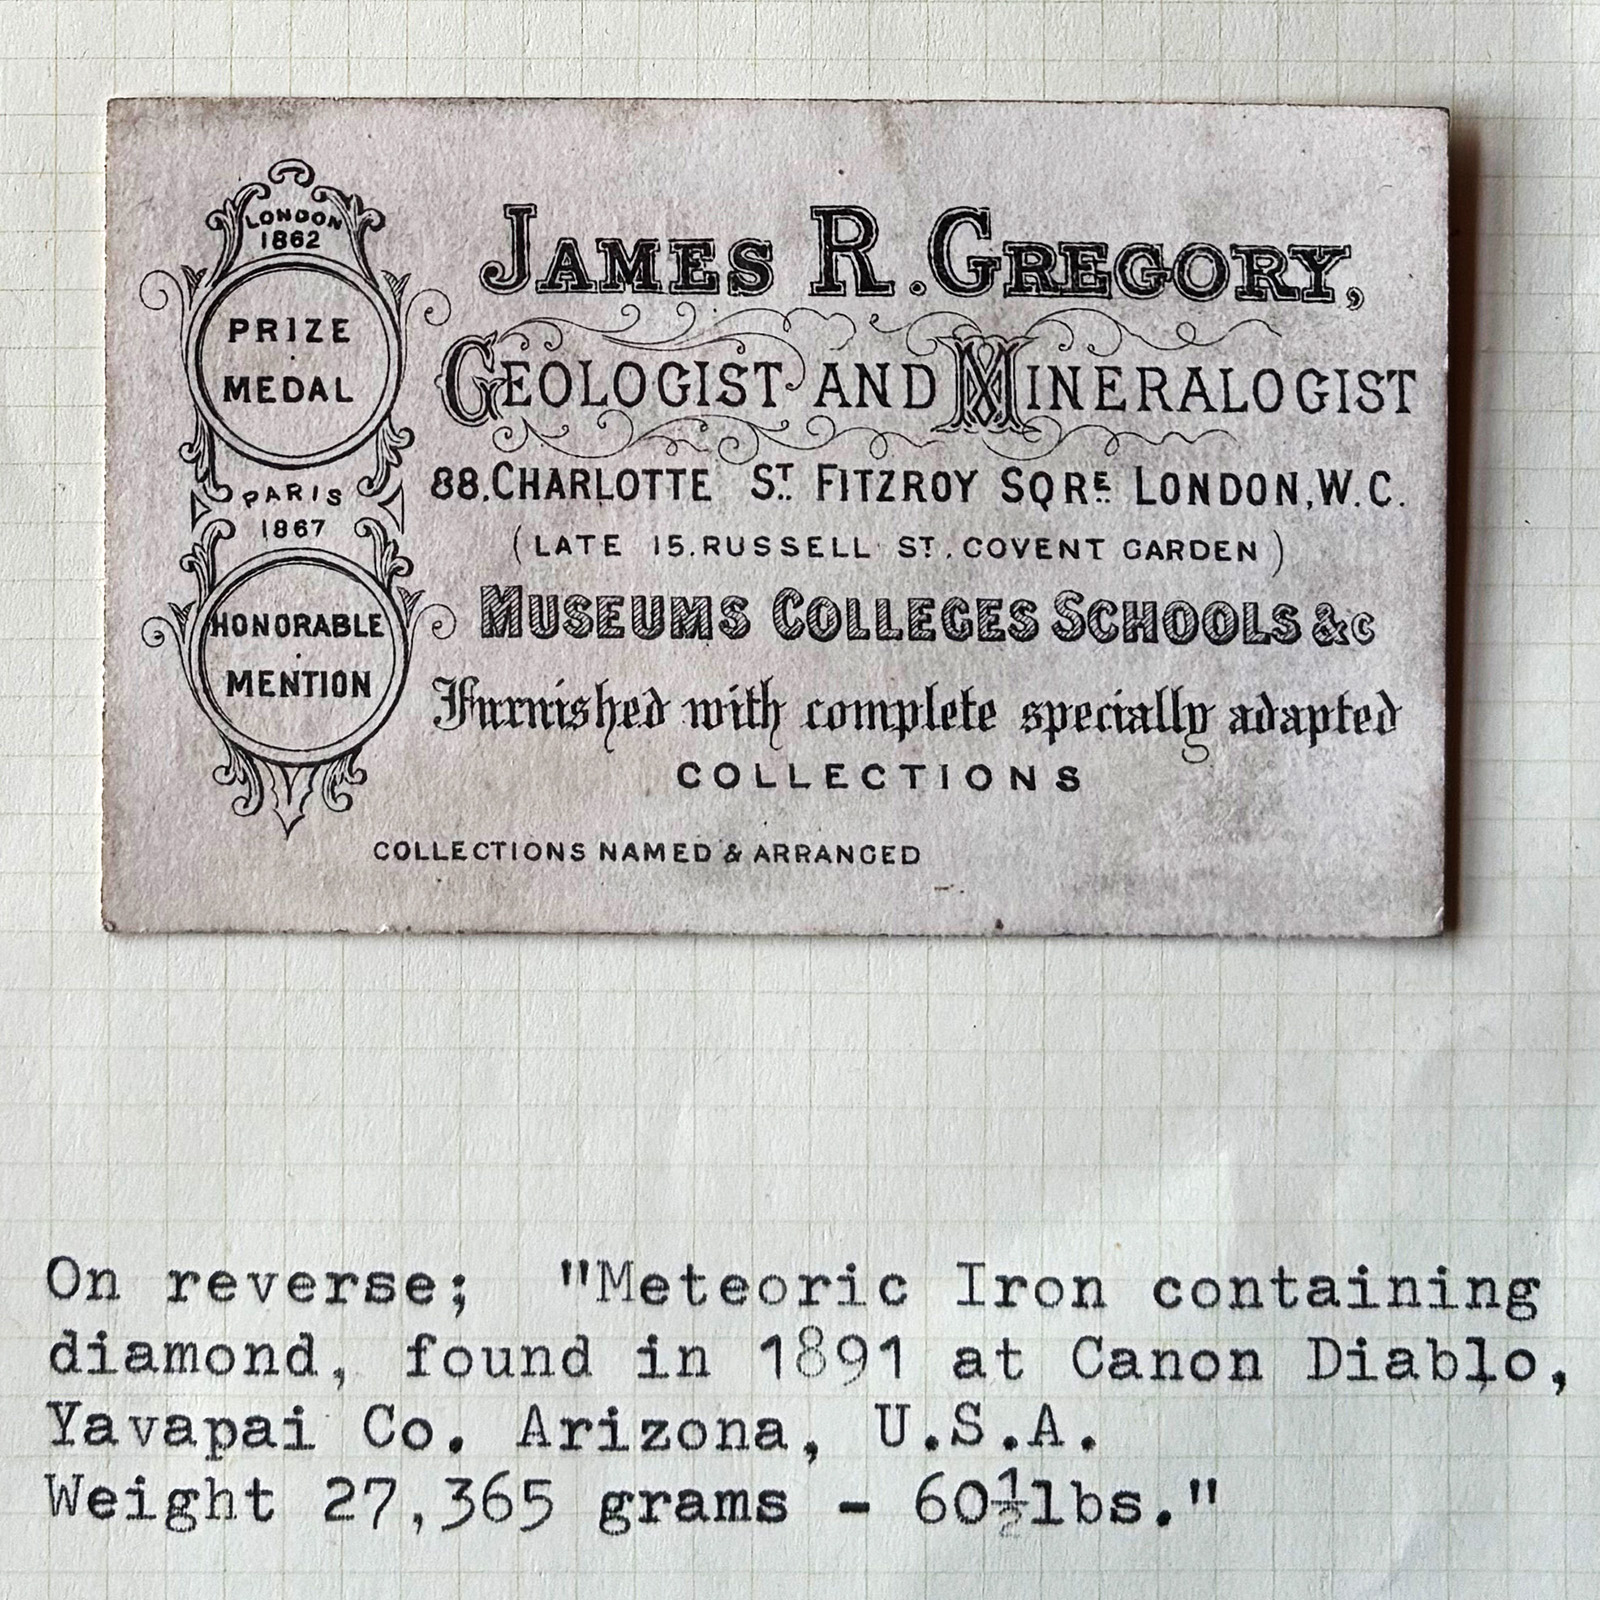 LONDON
1862
PRIZE
MEDAL
PARIS
1867
HONORABLE
MENTION
JAMES R. GREGORY,
GEOLOGIST AND MINERALOGIST
88, CHARLOTTE ST. FITZROY SQRE. LONDON, W.C.
(LATE 15. RUSSELL ST. COVENT GARDEN)
MUSEUMS COLLEGES SCHOOLS &c
Furnished with complete specially adapted
COLLECTIONS
COLLECTIONS NAMED & ARRANGED
On reverse; "Meteoric Iron containing
diamond, found in 1891 at Canon Diablo,
Yavapai Co. Arizona, U.S.A.
Weight 27,365 grams - 60½lbs."